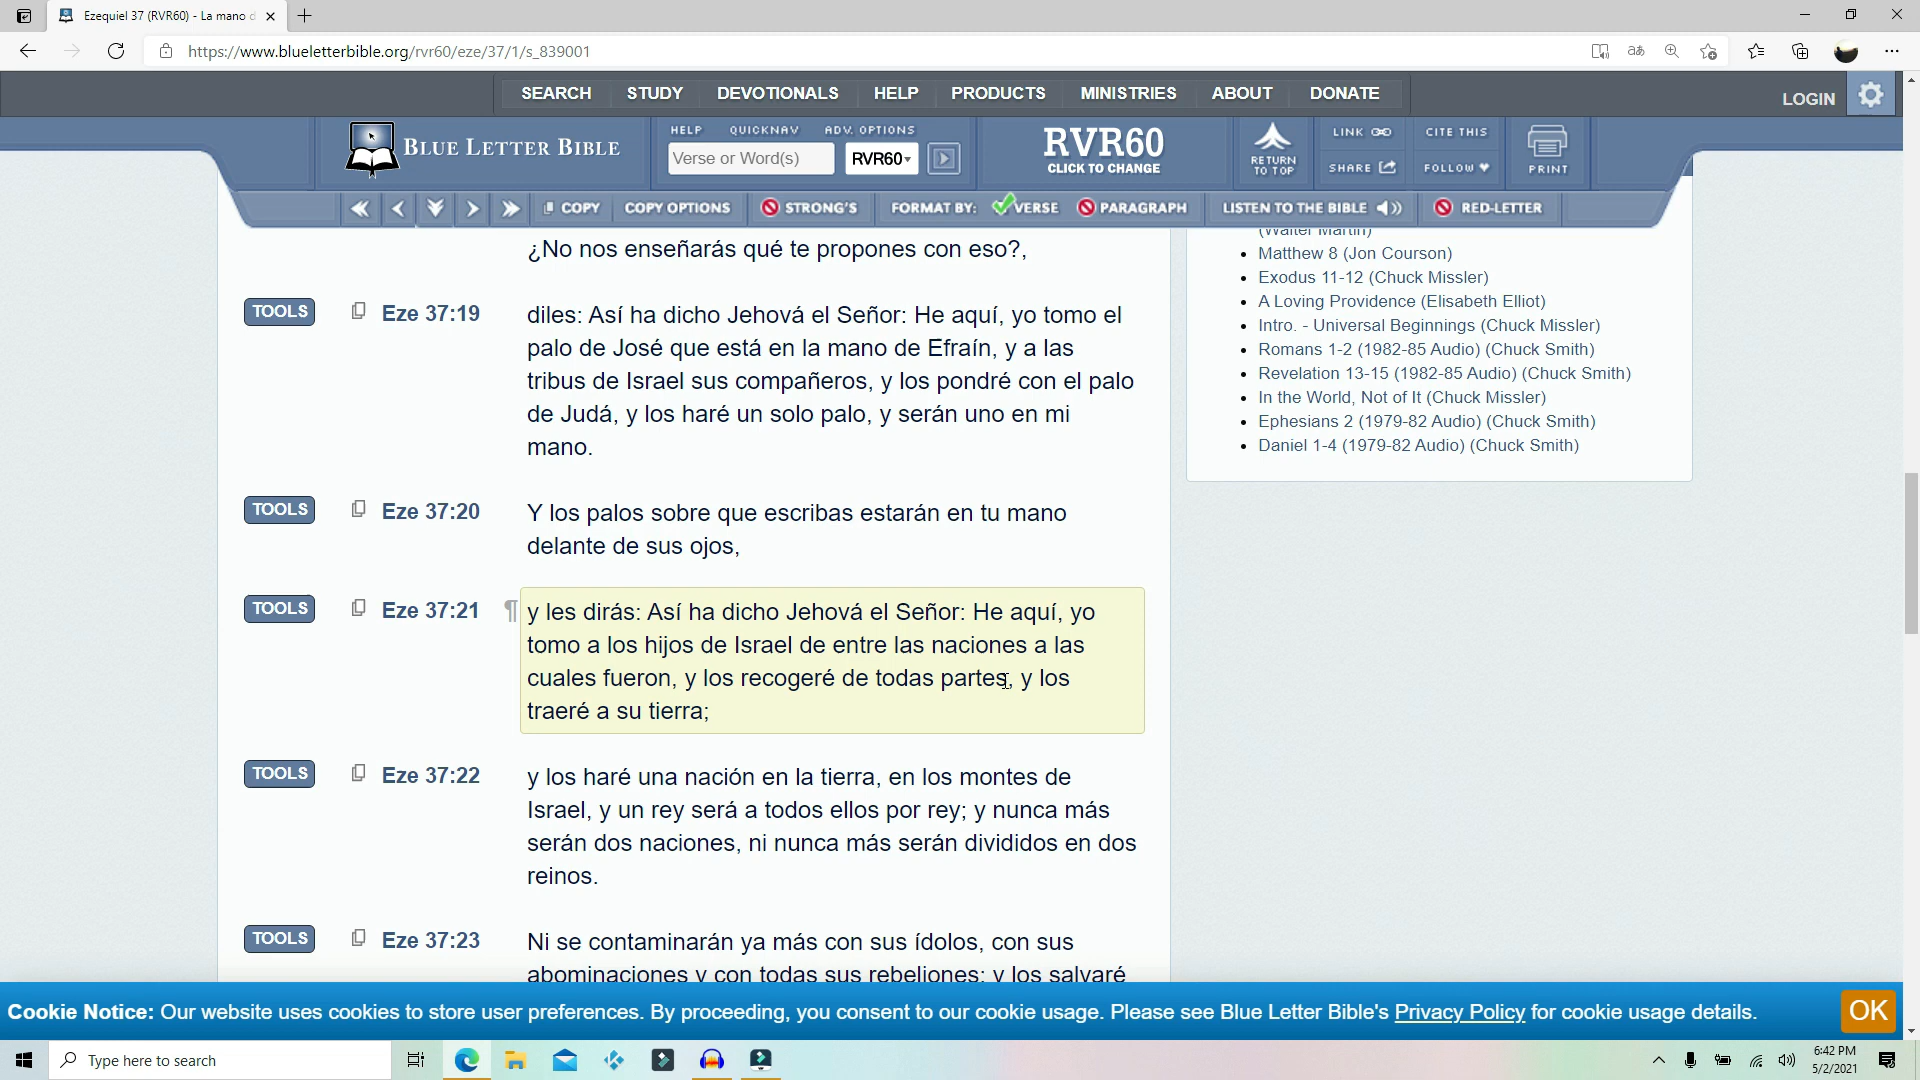 Ezequiel 37 (RVR60) - La mano d
https://www.blueletterbible.org/rvr60/eze/37/1/s_839001
aあ
SEARCH STUDY DEVOTIONALS HELP PRODUCTS MINISTRIES ABOUT DONATE LOGIN
BLUE LETTER BIBLE
HELP QUICKNAV ADV. OPTIONS
Verse or Word(s) RVR60
RVR60
CLICK TO CHANGE
RETURN
TO TOP
LINK CITE THIS
SHARE FOLLOW
PRINT
COPY COPY OPTIONS STRONG'S FORMAT BY: VERSE PARAGRAPH LISTEN TO THE BIBLE RED-LETTER
¿No nos enseñarás qué te propones con eso?,
TOOLS Eze 37:19 diles: Así ha dicho Jehová el Señor: He aquí, yo tomo el
palo de José que está en la mano de Efraín, y a las
tribus de Israel sus compañeros, y los pondré con el palo
de Judá, y los haré un solo palo, y serán uno en mi
mano.
TOOLS Eze 37:20 Y los palos sobre que escribas estarán en tu mano
delante de sus ojos,
TOOLS Eze 37:21 ¶ y les dirás: Así ha dicho Jehová el Señor: He aquí, yo
tomo a los hijos de Israel de entre las naciones a las
cuales fueron, y los recogeré de todas partes, y los
traeré a su tierra;
TOOLS Eze 37:22 y los haré una nación en la tierra, en los montes de
Israel, y un rey será a todos ellos por rey; y nunca más
serán dos naciones, ni nunca más serán divididos en dos
reinos.
TOOLS Eze 37:23 Ni se contaminarán ya más con sus ídolos, con sus
abominaciones y con todas sus rebeliones; y los salvaré
(Walter Martin)
Matthew 8 (Jon Courson)
Exodus 11-12 (Chuck Missler)
A Loving Providence (Elisabeth Elliot)
Intro. - Universal Beginnings (Chuck Missler)
Romans 1-2 (1982-85 Audio) (Chuck Smith)
Revelation 13-15 (1982-85 Audio) (Chuck Smith)
In the World, Not of It (Chuck Missler)
Ephesians 2 (1979-82 Audio) (Chuck Smith)
Daniel 1-4 (1979-82 Audio) (Chuck Smith)
Cookie Notice: Our website uses cookies to store user preferences. By proceeding, you consent to our cookie usage. Please see Blue Letter Bible's Privacy Policy for cookie usage details. OK
Type here to search
6:42 PM
5/2/2021